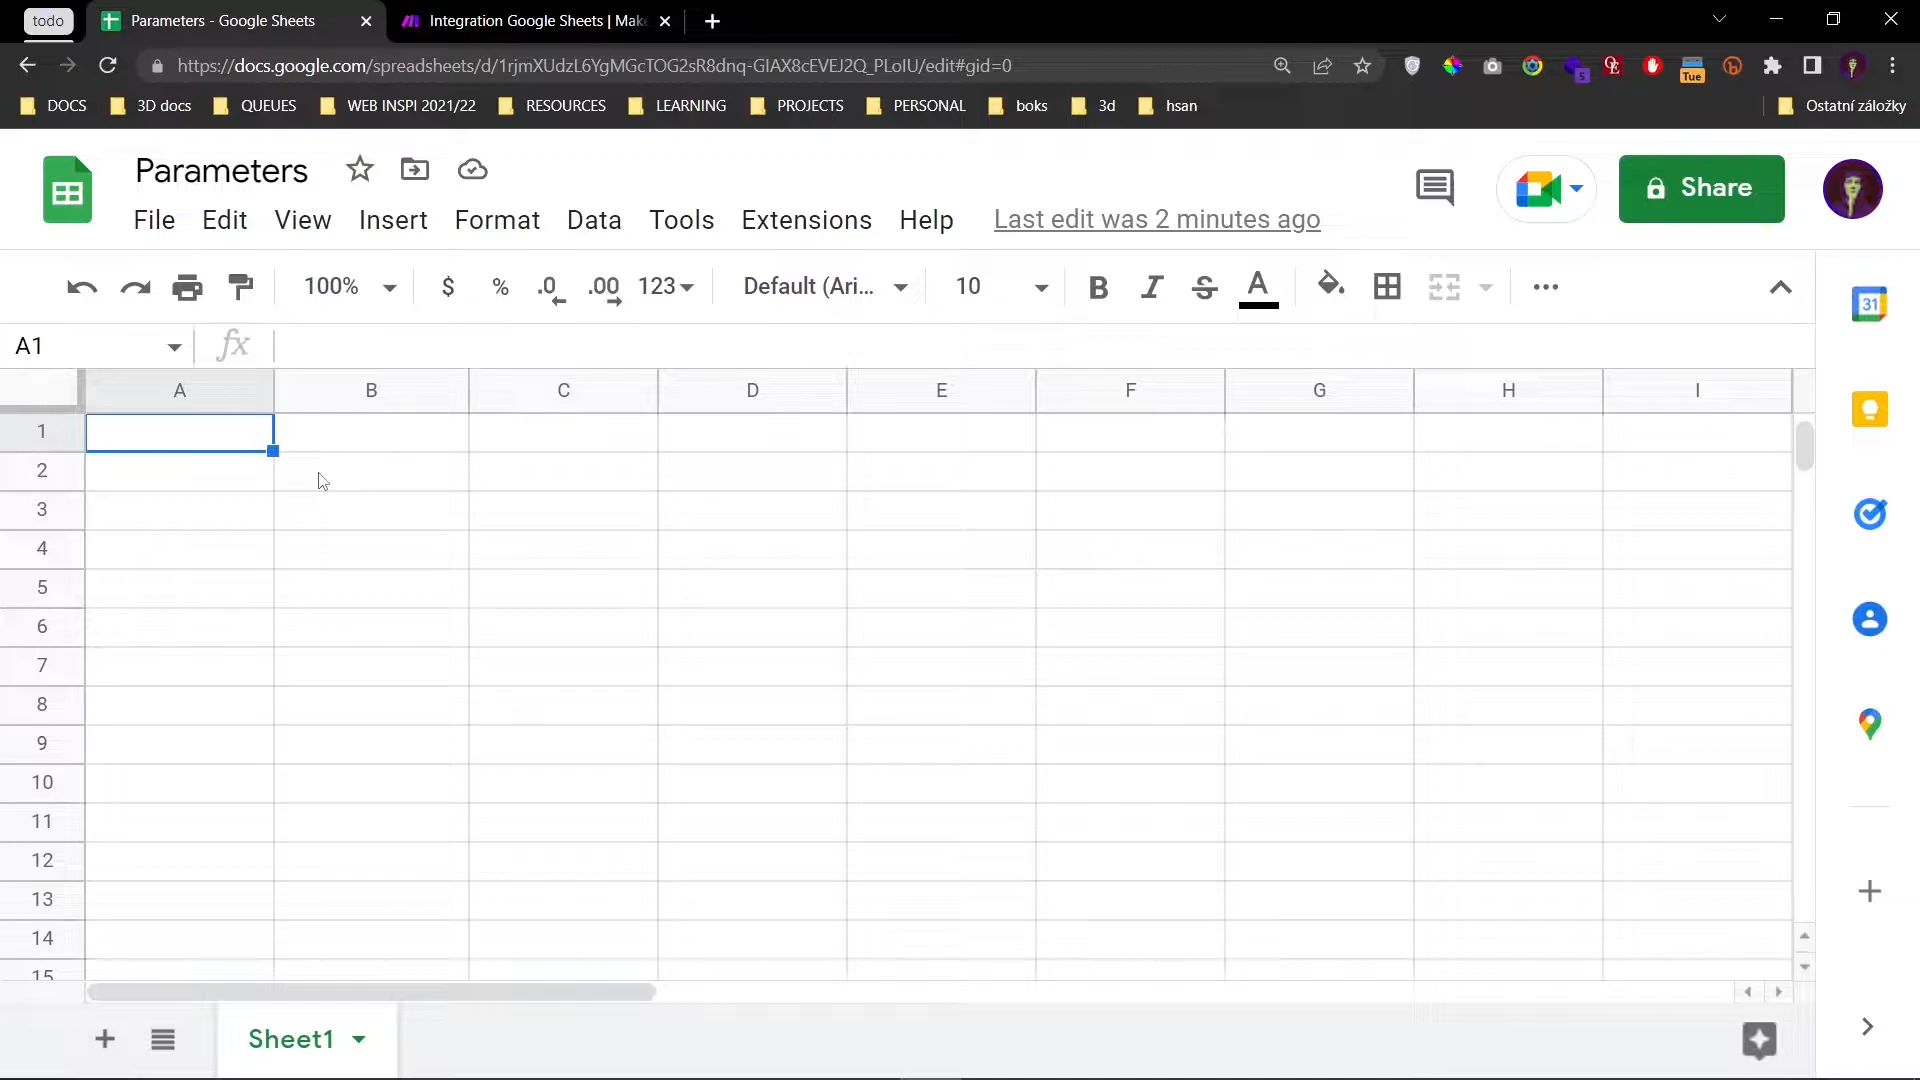 todo
Parameters - Google Sheets
Integration Google Sheets | Make
https://docs.google.com/spreadsheets/d/1rjmXUdzL6YgMGcTOG2sR8dnq-GIAX8cEVEJ2Q_PLoIU/edit#gid=0
5
Tue
DOCS
3D docs
QUEUES
WEB INSPI 2021/22
RESOURCES
LEARNING
PROJECTS
PERSONAL
boks
3d
hsan
Ostatní záložky
Parameters
Share
File Edit View Insert Format Data Tools Extensions Help Last edit was 2 minutes ago
100% $ % .0 .00 123 Default (Ari... 10 B I S A
31
A1 fx
A B C D E F G H I
1
2
3
4
5
6
7
8
9
10
11
12
13
14
15
Sheet1